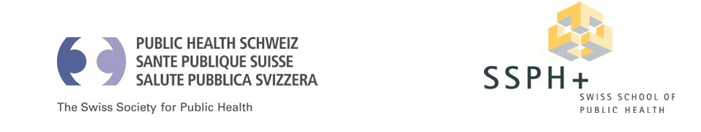 PUBLIC HEALTH SCHWEIZ
SANTE PUBLIQUE SUISSE
SALUTE PUBBLICA SVIZZERA
The Swiss Society for Public Health
SSPH+
SWISS SCHOOL OF
PUBLIC HEALTH